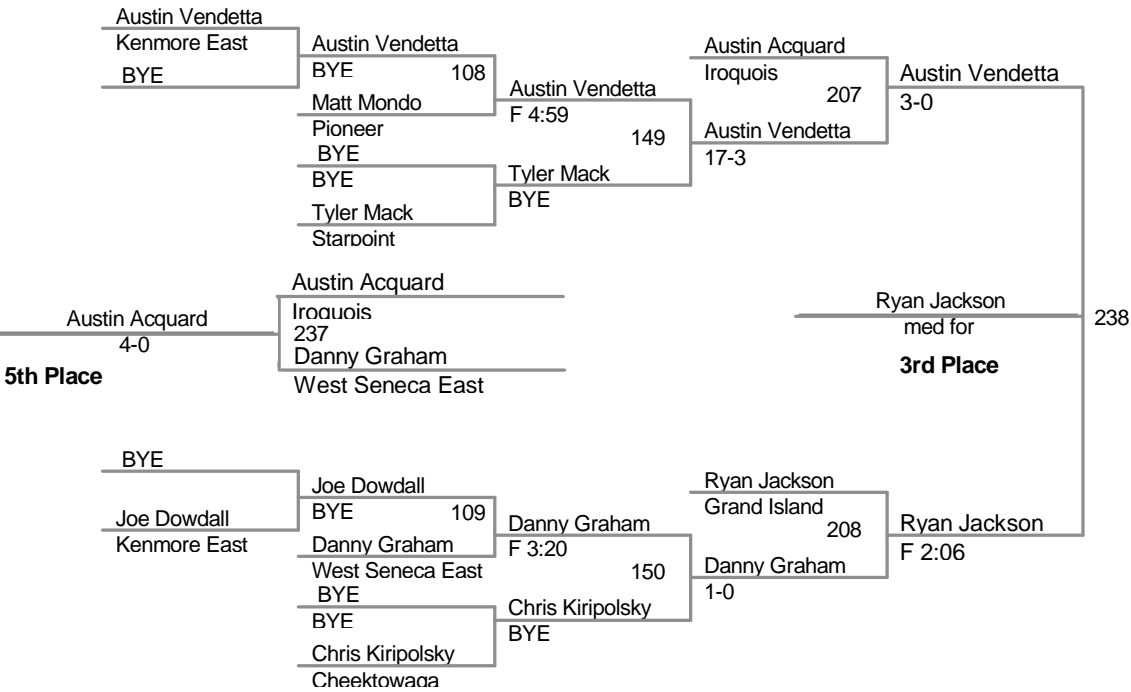 Austin Vendetta
Kenmore East
BYE
Austin Vendetta
BYE
108
Matt Mondo
Pioneer
BYE
BYE
Tyler Mack
Starpoint
Austin Vendetta
F 4:59
149
Tyler Mack
BYE
Austin Acquard
Iroquois
207
Austin Vendetta
17-3
Austin Vendetta
3-0
Austin Acquard
4-0
5th Place
Austin Acquard
Iroquois
237
Danny Graham
West Seneca East
Ryan Jackson
med for
3rd Place
238
BYE
Joe Dowdall
Kenmore East
Joe Dowdall
BYE
109
Danny Graham
West Seneca East
BYE
BYE
Chris Kiripolsky
Cheektowaga
Danny Graham
F 3:20
150
Chris Kiripolsky
BYE
Ryan Jackson
Grand Island
208
Danny Graham
1-0
Ryan Jackson
F 2:06